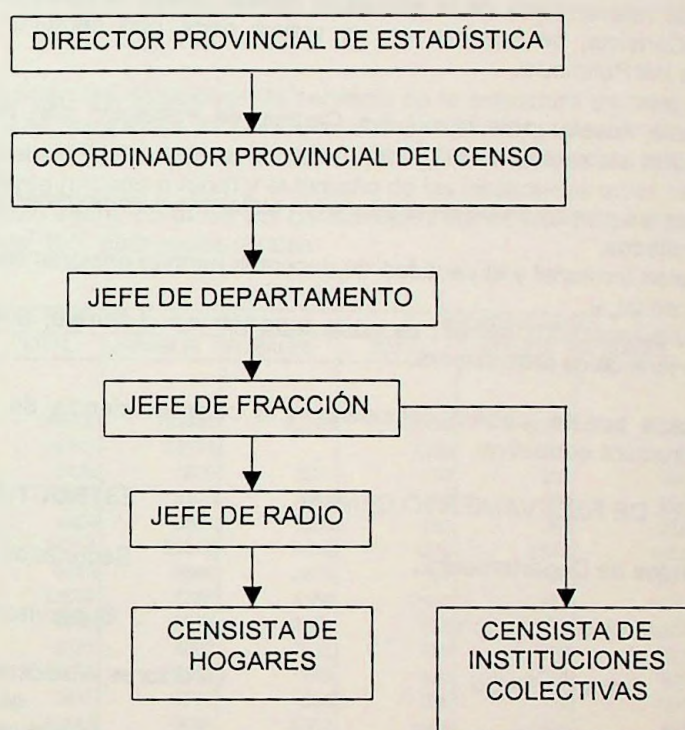 DIRECTOR PROVINCIAL DE ESTADÍSTICA
COORDINADOR PROVINCIAL DEL CENSO
JEFE DE DEPARTAMENTO
JEFE DE FRACCIÓN
JEFE DE RADIO
CENSISTA DE
HOGARES
CENSISTA DE
INSTITUCIONES
COLECTIVAS